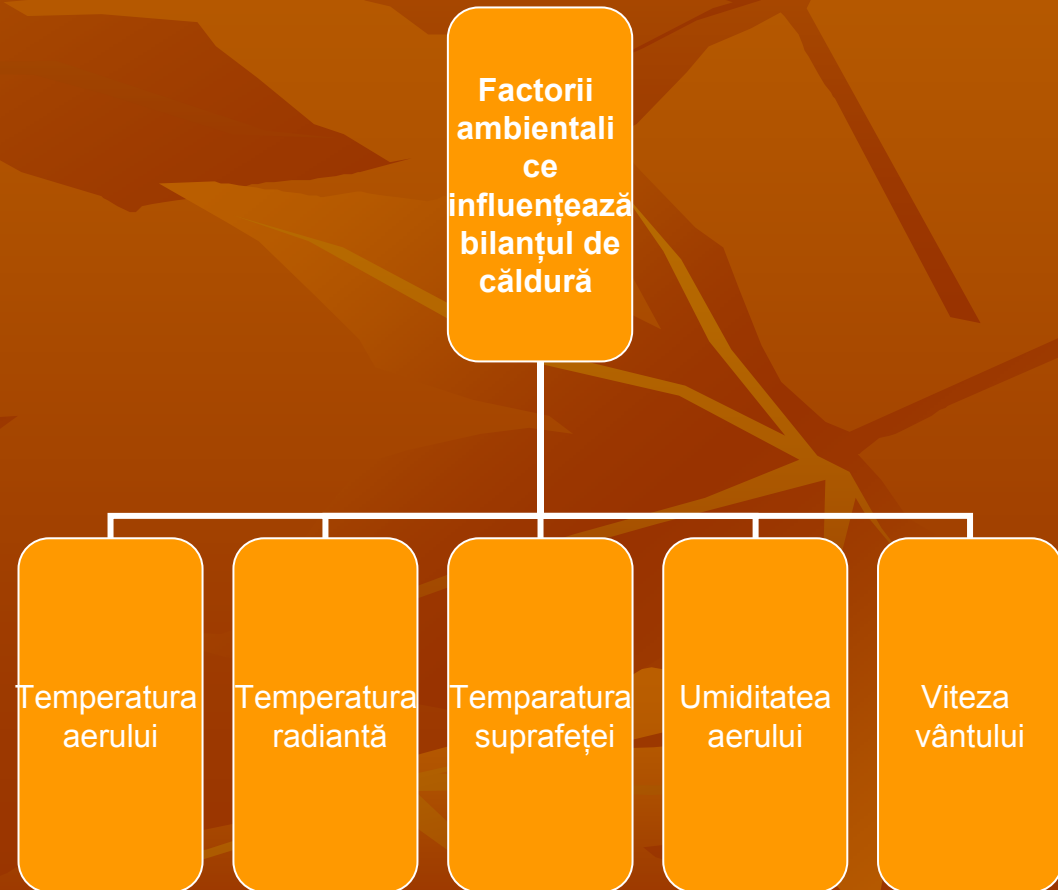 Factorii
ambientali
ce
influențează
bilanțul de
căldură
Temperatura
aerului
Temperatura
radiantă
Temparatura
suprafeței
Umiditatea
aerului
Viteza
vântului